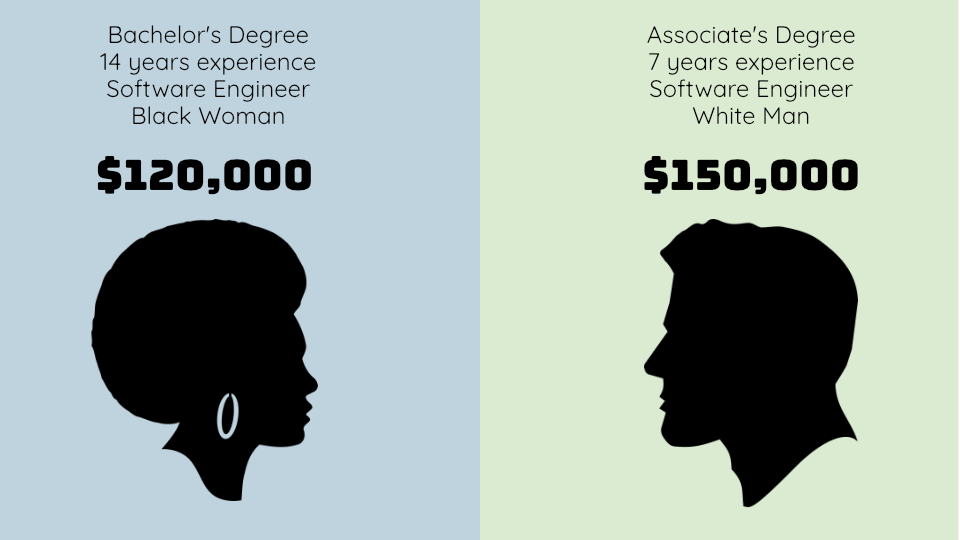 Bachelor's Degree
14 years experience
Software Engineer
Black Woman
$120,000
Associate's Degree
7 years experience
Software Engineer
White Man
$150,000